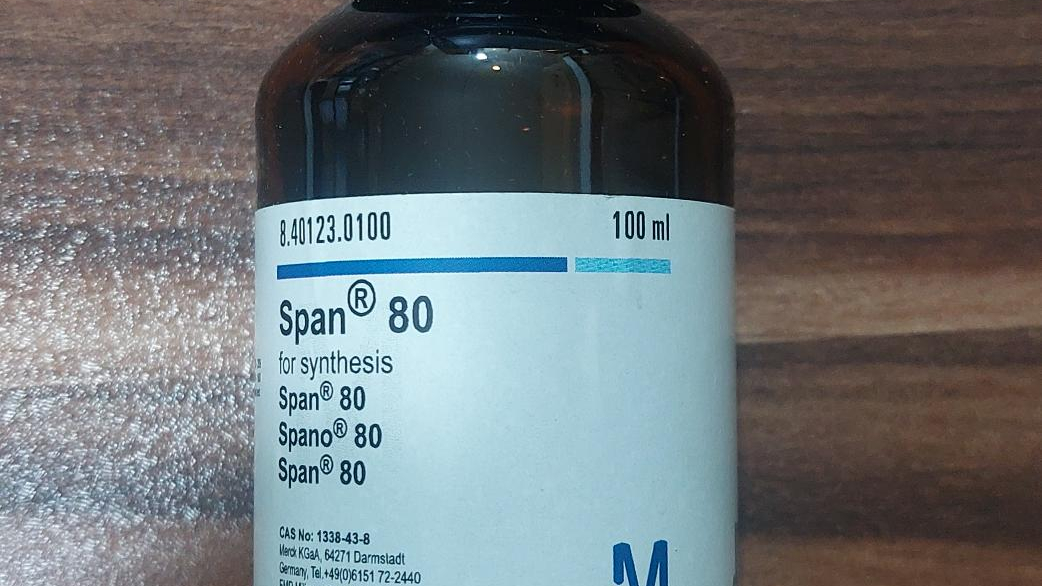 8.40123.0100 100 ml
Span® 80
for synthesis
Span® 80
Spano® 80
Span® 80
CAS No: 1338-43-8
Merck KGaA, 64271 Darmstadt
Germany, Tel.+49(0)6151 72-2440
M